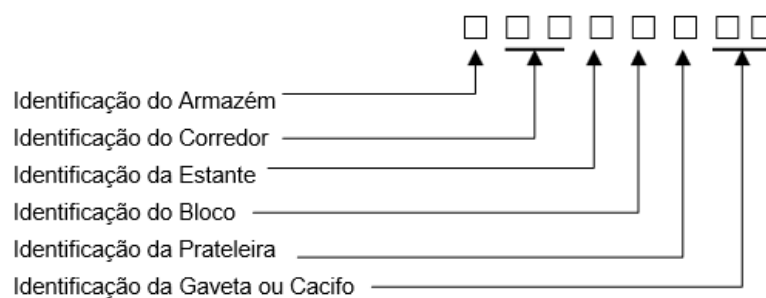 Identificação do Armazém
Identificação do Corredor
Identificação da Estante
Identificação do Bloco
Identificação da Prateleira
Identificação da Gaveta ou Cacifo